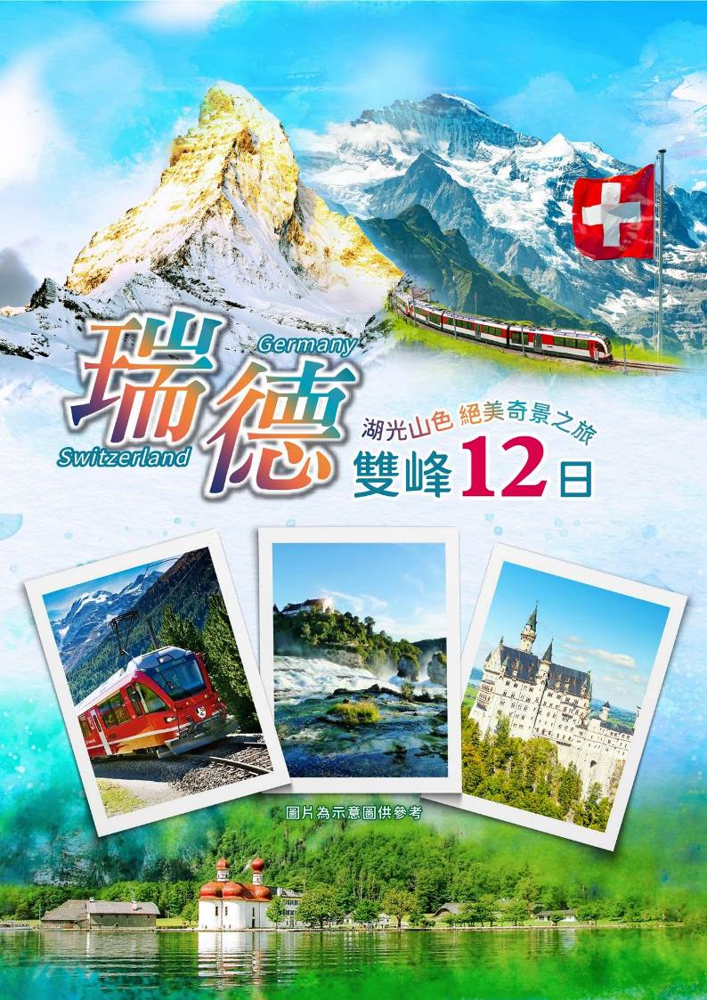 瑞德
Germany
Switzerland
湖光山色 絕美奇景之旅
雙峰12日
圖片為示意圖供參考